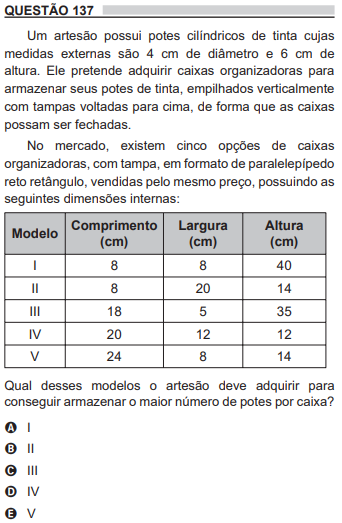 QUESTÃO 137
Um artesão possui potes cilíndricos de tinta cujas
medidas externas são 4 cm de diâmetro e 6 cm de
altura. Ele pretende adquirir caixas organizadoras para
armazenar seus potes de tinta, empilhados verticalmente
com tampas voltadas para cima, de forma que as caixas
possam ser fechadas.
No mercado, existem cinco opções de caixas
organizadoras, com tampa, em formato de paralelepípedo
reto retângulo, vendidas pelo mesmo preço, possuindo as
seguintes dimensões internas:
Modelo Comprimento (cm) Largura (cm) Altura (cm)
I 8 8 40
II 8 20 14
III 18 5 35
IV 20 12 12
V 24 8 14
Qual desses modelos o artesão deve adquirir para
conseguir armazenar o maior número de potes por caixa?
A I
B II
C III
D IV
E V